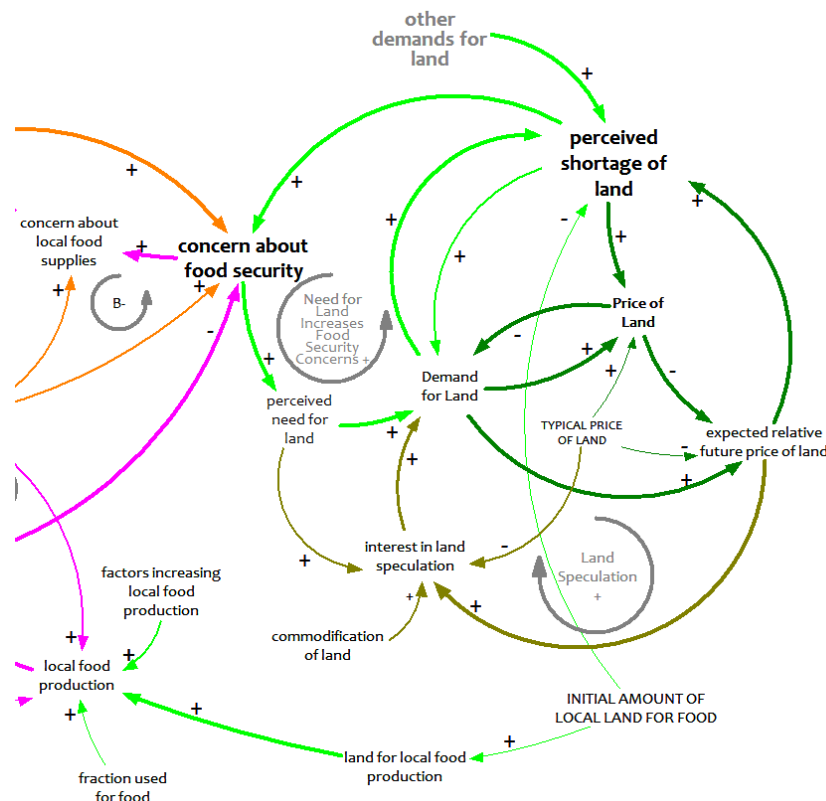 other
demands for
land
+
perceived
shortage of
land
+
+
concern about
local food
supplies
+
+
concern about
food security
+
+
-
B-
Need for
Land
Increases
Food
Security
Concerns +
+
+
-
+
+
Price of
Land
-
+
+
-
Demand
for Land
+
perceived
need for
land
+
+
TYPICAL PRICE
OF LAND
-
+
expected relative
future price of land
interest in land
speculation
+
-
+
+
Land
Speculation
+
factors increasing
local food
production
commodification
of land
+
+
local food
production
+
+
INITIAL AMOUNT OF
LOCAL LAND FOR FOOD
+
land for local food
production
fraction used
for food